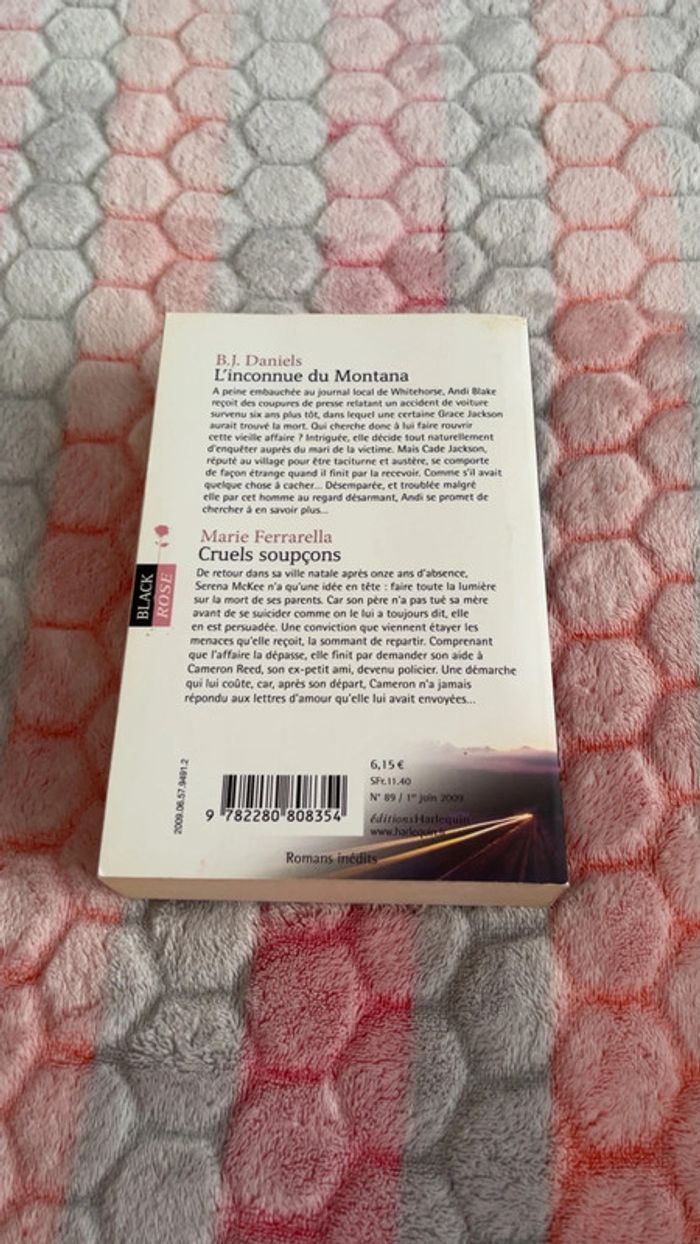 B.J. Daniels
L'inconnue du Montana
A peine embauchée au journal local de Whitehorse, Andi Blake
reçoit des coupures de presse relatant un accident de voiture
survenu six ans plus tôt, dans lequel une certaine Grace Jackson
aurait trouvé la mort. Qui cherche donc à lui faire rouvrir
cette vieille affaire ? Intriguée, elle décide tout naturellement
d'enquêter auprès du mari de la victime. Mais Cade Jackson,
réputé au village pour être taciturne et austère, se comporte
de façon étrange quand il finit par la recevoir. Comme s'il avait
quelque chose à cacher... Désemparée, et troublée malgré
elle par cet homme au regard désarmant, Andi se promet de
chercher à en savoir plus...
Marie Ferrarella
Cruels soupçons
De retour dans sa ville natale après onze ans d'absence,
Serena McKee n'a qu'une idée en tête : faire toute la lumière
sur la mort de ses parents. Car son père n'a pas tué sa mère
avant de se suicider comme on le lui a toujours dit, elle
en est persuadée. Une conviction que viennent étayer les
menaces qu'elle reçoit, la sommant de repartir. Comprenant
que l'affaire la dépasse, elle finit par demander son aide à
Cameron Reed, son ex-petit ami, devenu policier. Une démarche
qui lui coûte, car, après son départ, Cameron n'a jamais
répondu aux lettres d'amour qu'elle lui avait envoyées...
BLACK
ROSE
2009.06.57.9491.2
9 782280 808354
6,15 €
SFr.11.40
N° 89 / 1er juin 2009
éditions Harlequin
www.harlequin.fr
Romans inédits